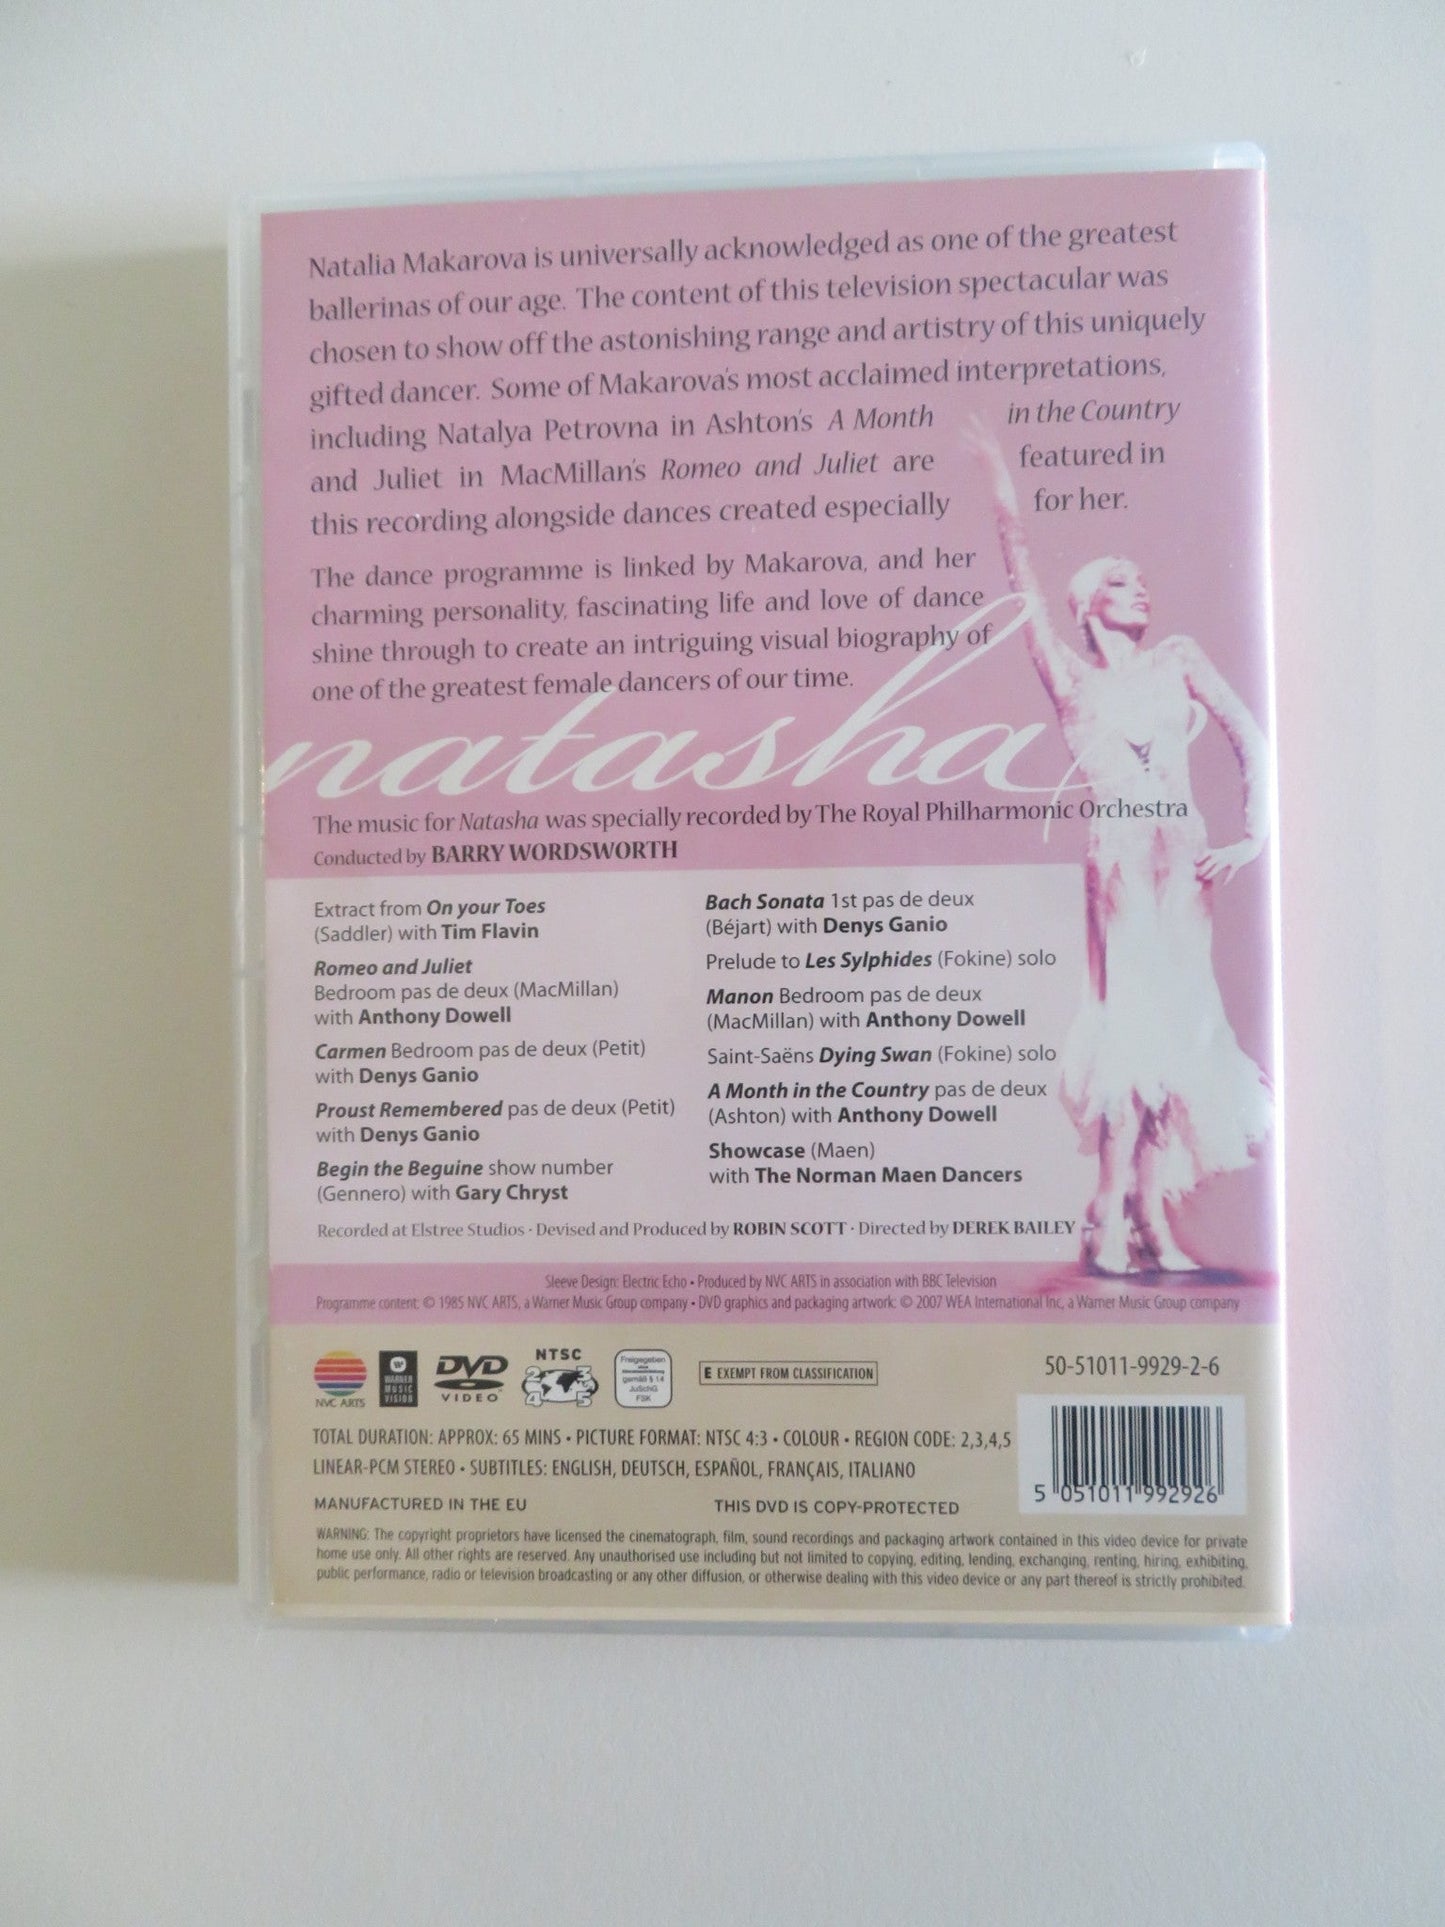 Natalia Makarova is universally acknowledged as one of the greatest
ballerinas of our age. The content of this television spectacular was
chosen to show off the astonishing range and artistry of this uniquely
gifted dancer. Some of Makarova's most acclaimed interpretations,
including Natalya Petrovna in Ashton's A Month in the Country
and Juliet in MacMillan's Romeo and Juliet are featured in
this recording alongside dances created especially for her.
The dance programme is linked by Makarova, and her
charming personality, fascinating life and love of dance
shine through to create an intriguing visual biography of
one of the greatest female dancers of our time.
natasha
The music for Natasha was specially recorded by The Royal Philharmonic Orchestra
Conducted by BARRY WORDSWORTH
Extract from On your Toes
(Saddler) with Tim Flavin
Romeo and Juliet
Bedroom pas de deux (MacMillan)
with Anthony Dowell
Carmen Bedroom pas de deux (Petit)
with Denys Ganio
Proust Remembered pas de deux (Petit)
with Denys Ganio
Begin the Beguine show number
(Gennero) with Gary Chryst
Bach Sonata 1st pas de deux
(Béjart) with Denys Ganio
Prelude to Les Sylphides (Fokine) solo
Manon Bedroom pas de deux
(MacMillan) with Anthony Dowell
Saint-Saëns Dying Swan (Fokine) solo
A Month in the Country pas de deux
(Ashton) with Anthony Dowell
Showcase (Maen)
with The Norman Maen Dancers
Recorded at Elstree Studios · Devised and Produced by ROBIN SCOTT · Directed by DEREK BAILEY
Sleeve Design: Electric Echo • Produced by NVC ARTS in association with BBC Television
Programme content: © 1985 NVC ARTS, a Warner Music Group company • DVD graphics and packaging artwork: © 2007 WEA International Inc, a Warner Music Group company
NVC ARTS
WARNER
MUSIC
VISION
DVD
VIDEO
NTSC
2 3
4 5
Freigegeben
gemäß § 14
JuSchG
FSK
E EXEMPT FROM CLASSIFICATION
50-51011-9929-2-6
TOTAL DURATION: APPROX: 65 MINS • PICTURE FORMAT: NTSC 4:3 • COLOUR • REGION CODE: 2,3,4,5
LINEAR-PCM STEREO • SUBTITLES: ENGLISH, DEUTSCH, ESPAÑOL, FRANÇAIS, ITALIANO
MANUFACTURED IN THE EU
THIS DVD IS COPY-PROTECTED
5 051011 992926
WARNING: The copyright proprietors have licensed the cinematograph, film, sound recordings and packaging artwork contained in this video device for private
home use only. All other rights are reserved. Any unauthorised use including but not limited to copying, editing, lending, exchanging, renting, hiring, exhibiting,
public performance, radio or television broadcasting or any other diffusion, or otherwise dealing with this video device or any part thereof is strictly prohibited.